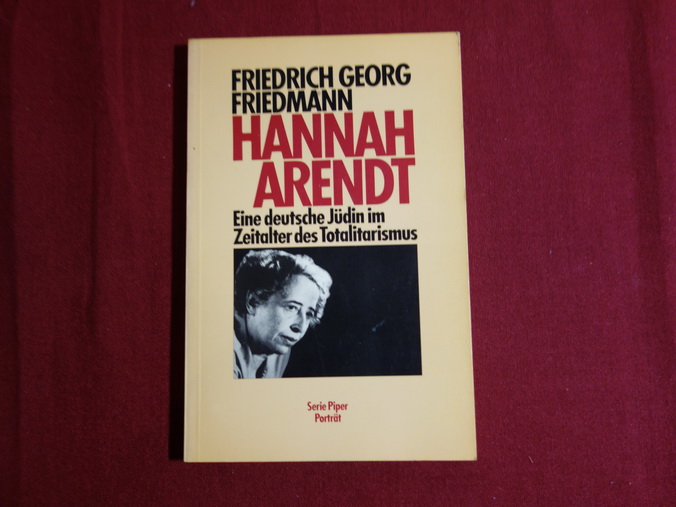 FRIEDRICH GEORG
FRIEDMANN
HANNAH
ARENDT
Eine deutsche Jüdin im
Zeitalter des Totalitarismus
Serie Piper
Porträt